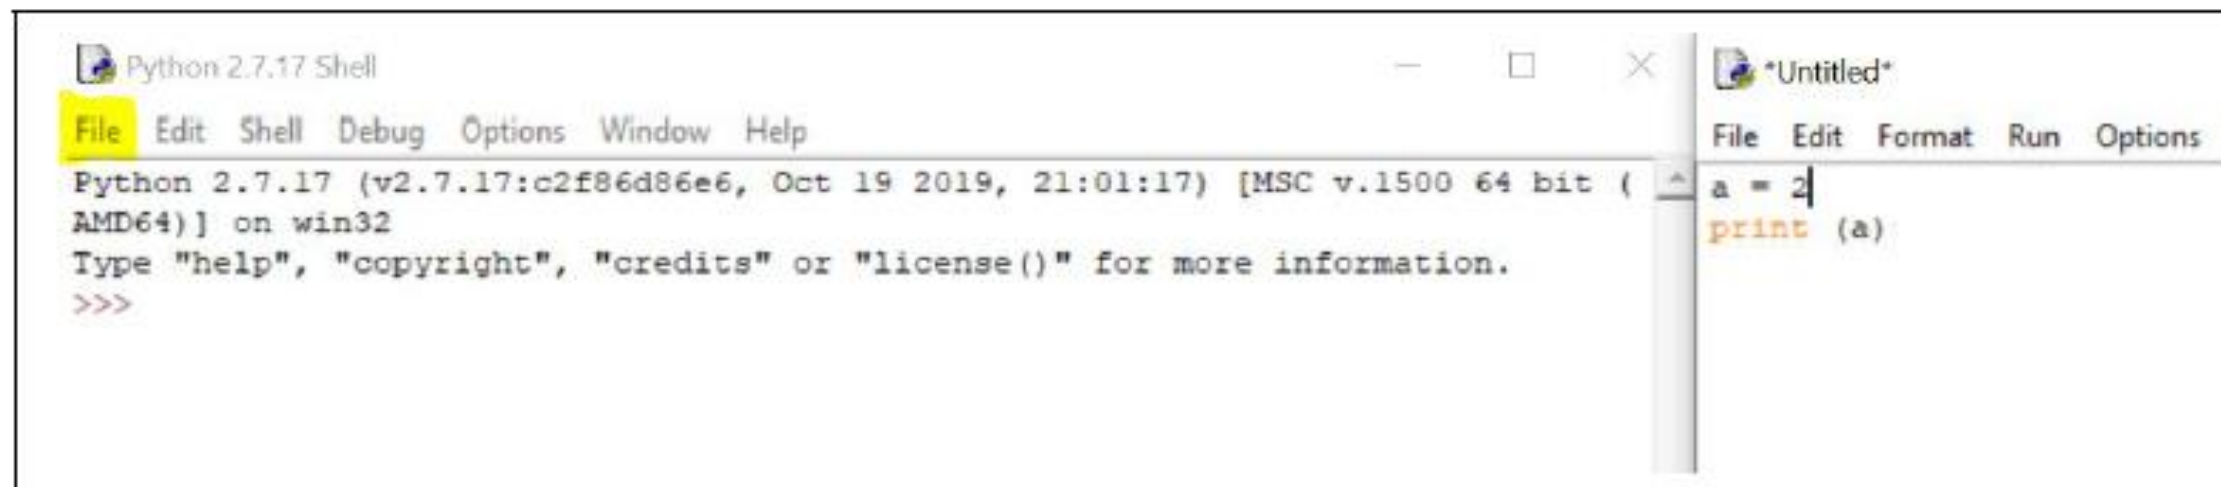 Python 2.7.17 Shell
File Edit Shell Debug Options Window Help
Python 2.7.17 (v2.7.17:c2f86d86e6, Oct 19 2019, 21:01:17) [MSC v.1500 64 bit (
AMD64)] on win32
Type "help", "copyright", "credits" or "license()" for more information.
>>>
*Untitled*
File Edit Format Run Options
a = 2
print (a)